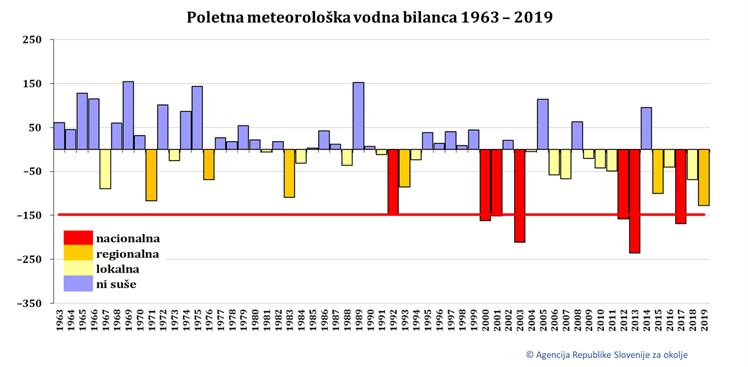 Poletna meteorološka vodna bilanca 1963 – 2019
250
150
50
-50
-150
-250
-350
nacionalna
regionalna
lokalna
ni suše
1963 1964 1965 1966 1967 1968 1969 1970 1971 1972 1973 1974 1975 1976 1977 1978 1979 1980 1981 1982 1983 1984 1985 1986 1987 1988 1989 1990 1991 1992 1993 1994 1995 1996 1997 1998 1999 2000 2001 2002 2003 2004 2005 2006 2007 2008 2009 2010 2011 2012 2013 2014 2015 2016 2017 2018 2019
© Agencija Republike Slovenije za okolje